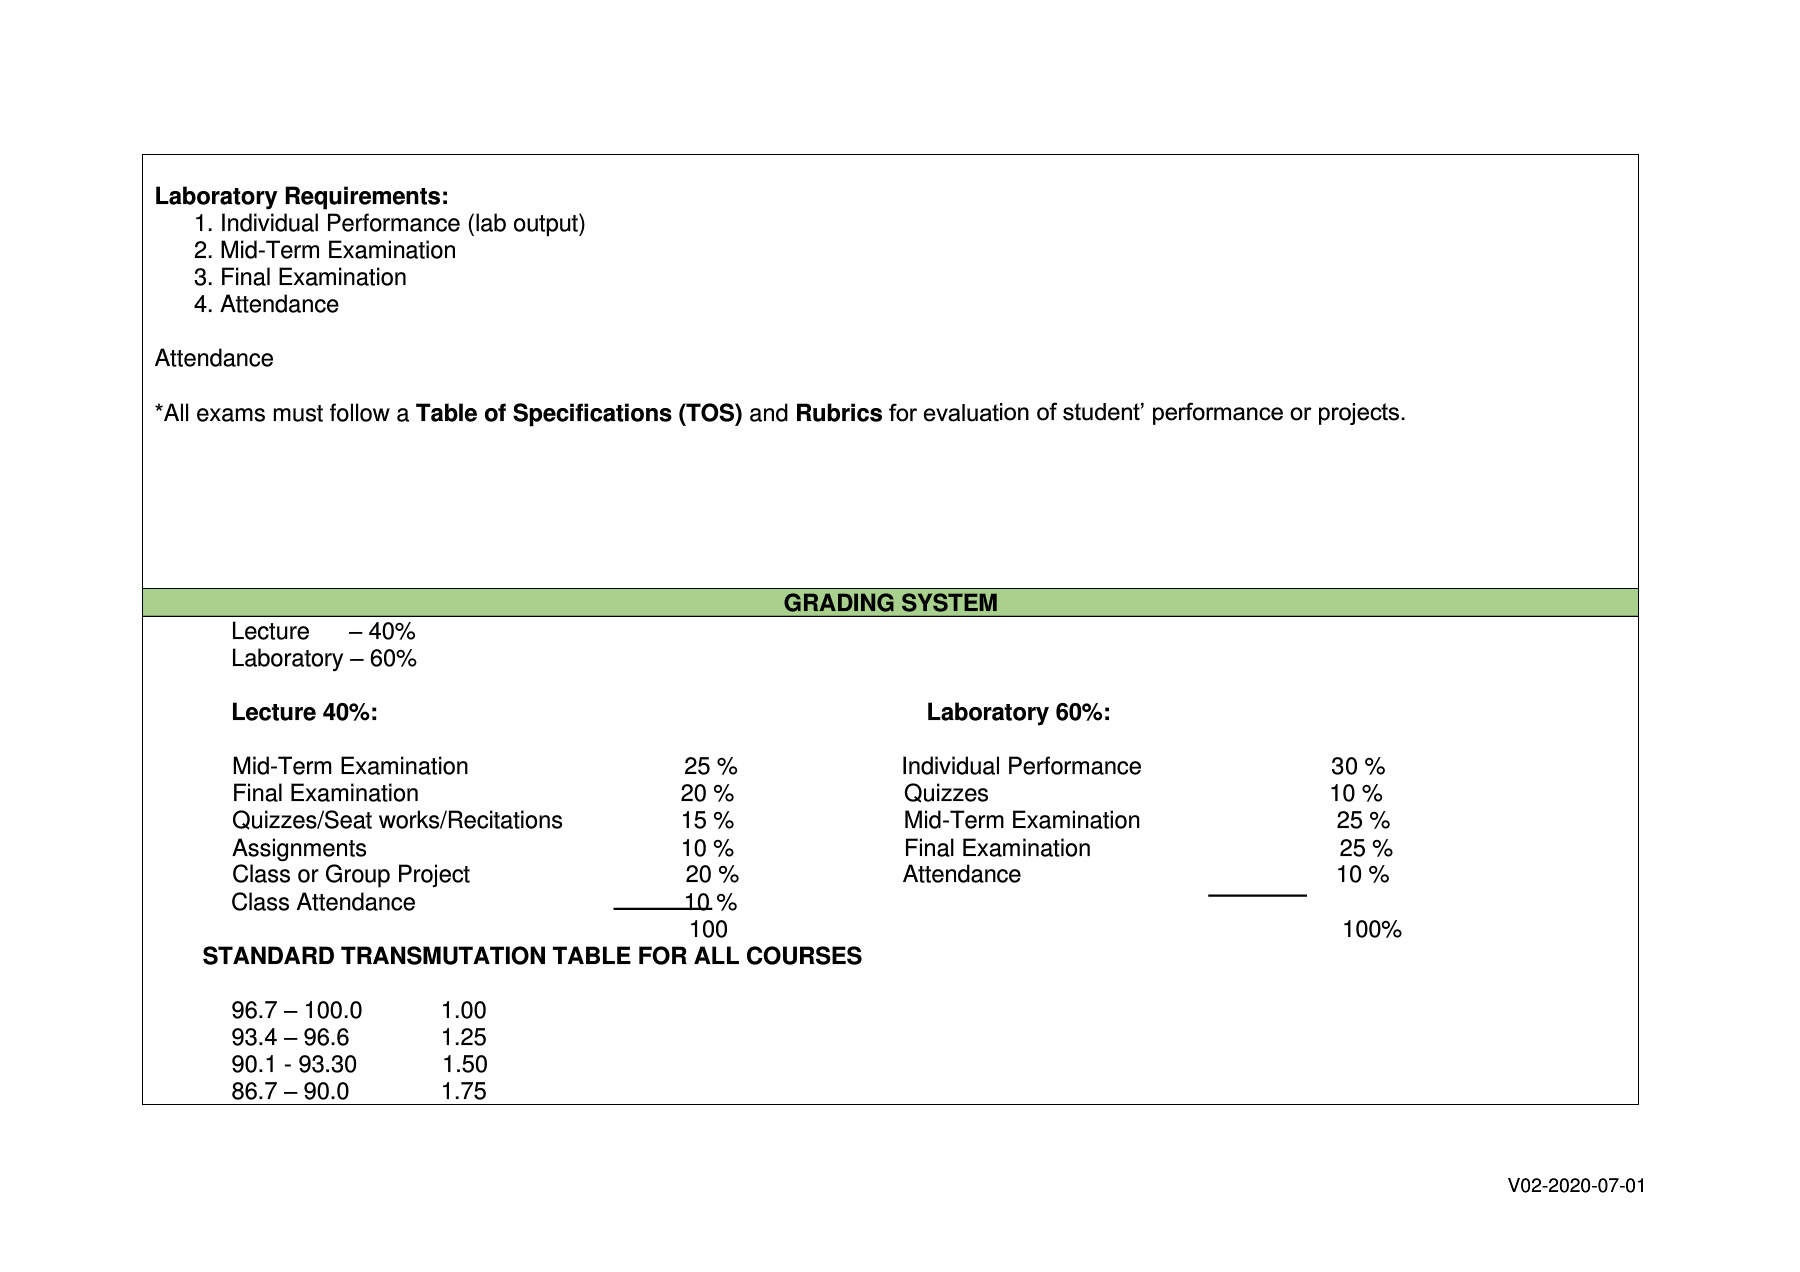 Laboratory Requirements:
1. Individual Performance (lab output)
2. Mid-Term Examination
3. Final Examination
4. Attendance
Attendance
*All exams must follow a Table of Specifications (TOS) and Rubrics for evaluation of student’ performance or projects.
GRADING SYSTEM
Lecture – 40%
Laboratory – 60%
Lecture 40%: Laboratory 60%:
Mid-Term Examination 25 % Individual Performance 30 %
Final Examination 20 % Quizzes 10 %
Quizzes/Seat works/Recitations 15 % Mid-Term Examination 25 %
Assignments 10 % Final Examination 25 %
Class or Group Project 20 % Attendance 10 %
Class Attendance 10 %
100 100%
STANDARD TRANSMUTATION TABLE FOR ALL COURSES
96.7 – 100.0 1.00
93.4 – 96.6 1.25
90.1 - 93.30 1.50
86.7 – 90.0 1.75
V02-2020-07-01